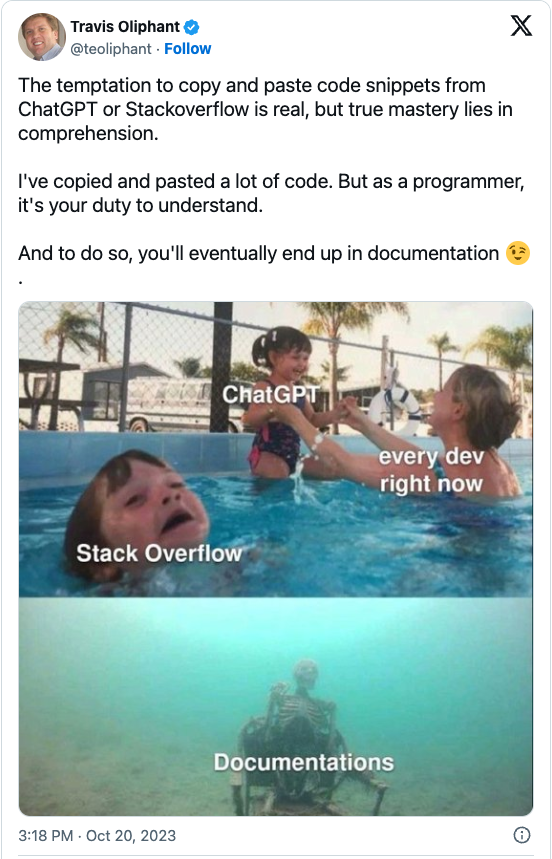 Travis Oliphant
@teoliphant · Follow
The temptation to copy and paste code snippets from
ChatGPT or Stackoverflow is real, but true mastery lies in
comprehension.
I've copied and pasted a lot of code. But as a programmer,
it's your duty to understand.
And to do so, you'll eventually end up in documentation 😉
.
ChatGPT
every dev
right now
Stack Overflow
Documentations
3:18 PM · Oct 20, 2023